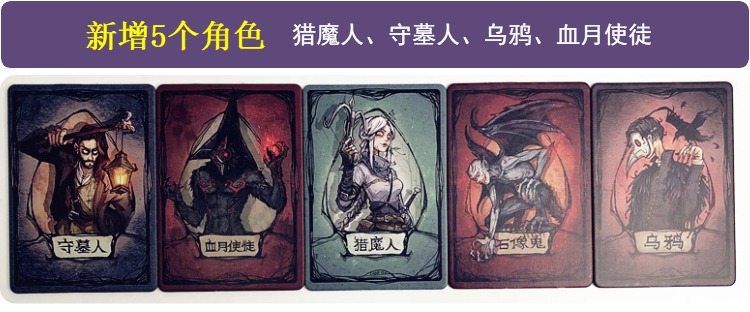 新增5个角色 猎魔人、守墓人、乌鸦、血月使徒
守墓人
血月使徒
猎魔人
石像鬼
乌鸦